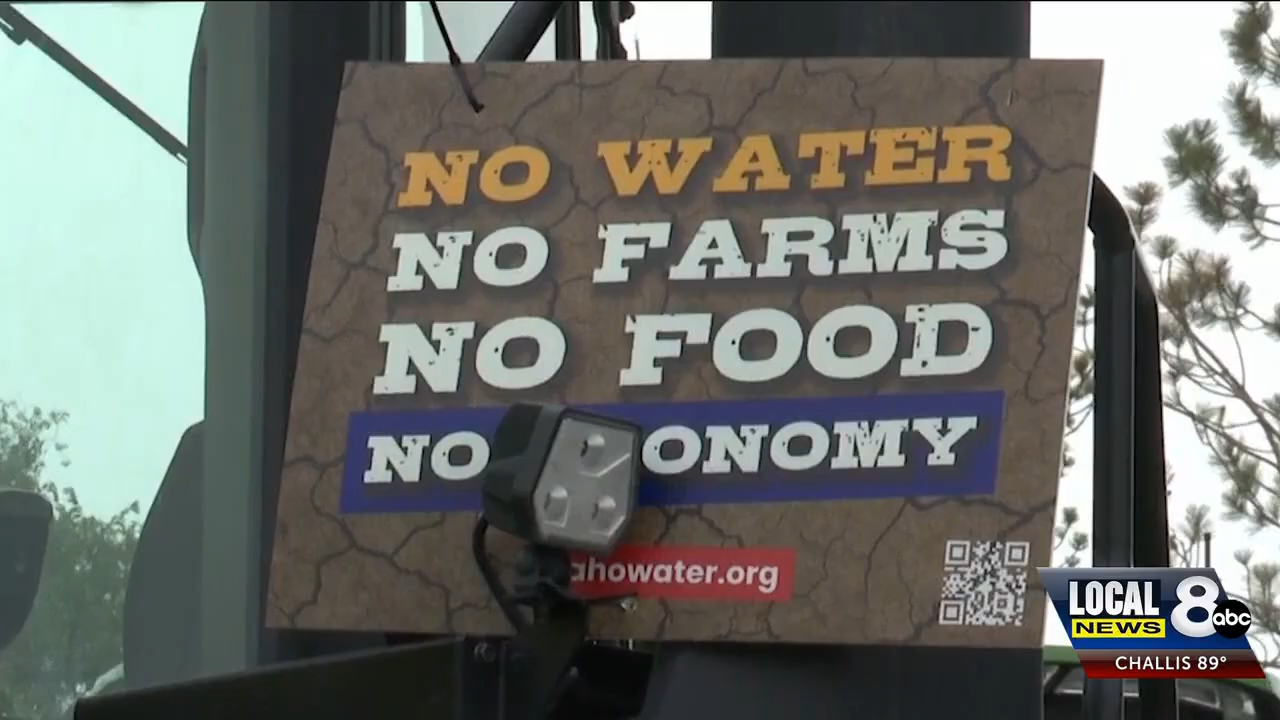 NO WATER
NO FARMS
NO FOOD
NO ONOMY
ahowater.org
LOCAL
NEWS
8
abc
CHALLIS 89°